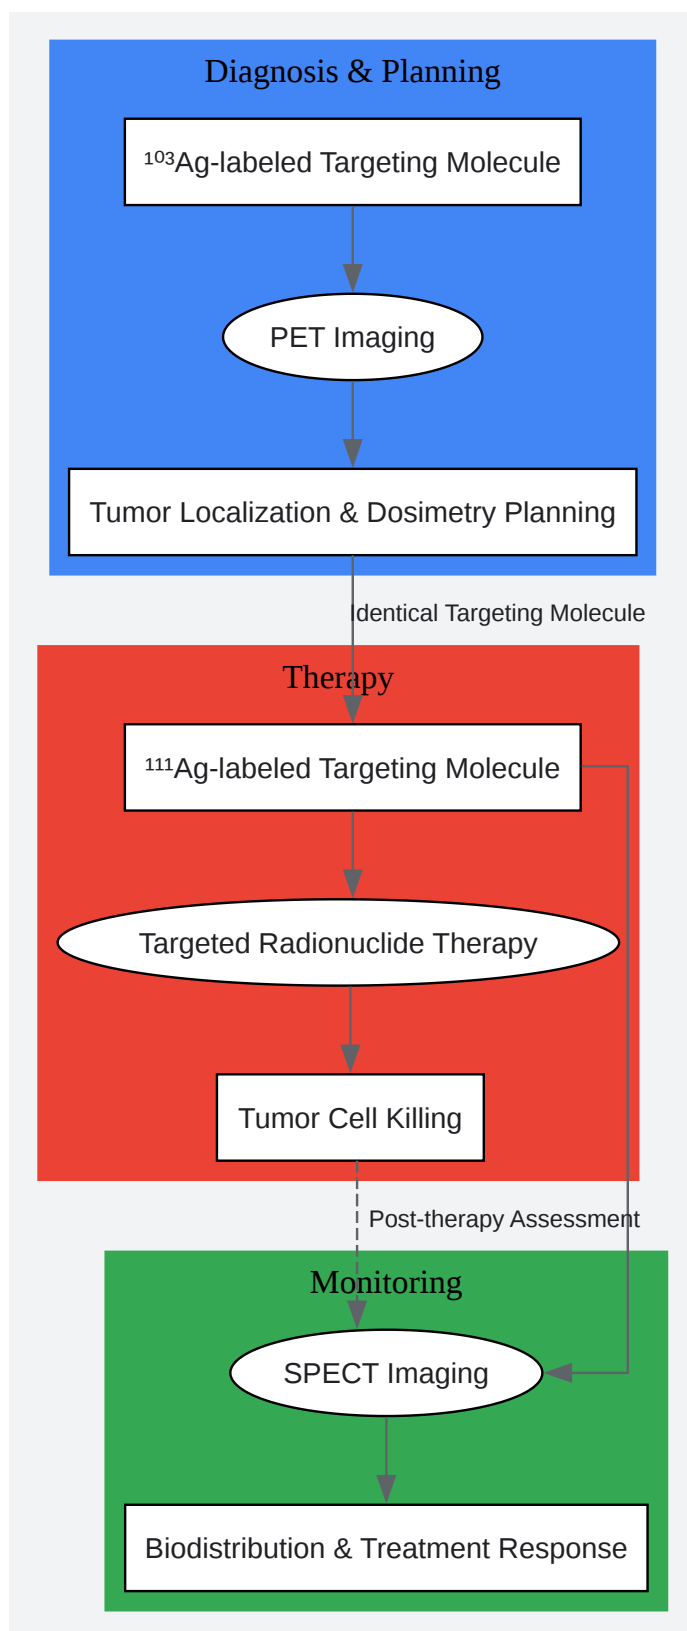 Diagnosis & Planning
¹⁰³Ag-labeled Targeting Molecule
PET Imaging
Tumor Localization & Dosimetry Planning
Identical Targeting Molecule
Therapy
¹¹¹Ag-labeled Targeting Molecule
Targeted Radionuclide Therapy
Tumor Cell Killing
Post-therapy Assessment
Monitoring
SPECT Imaging
Biodistribution & Treatment Response